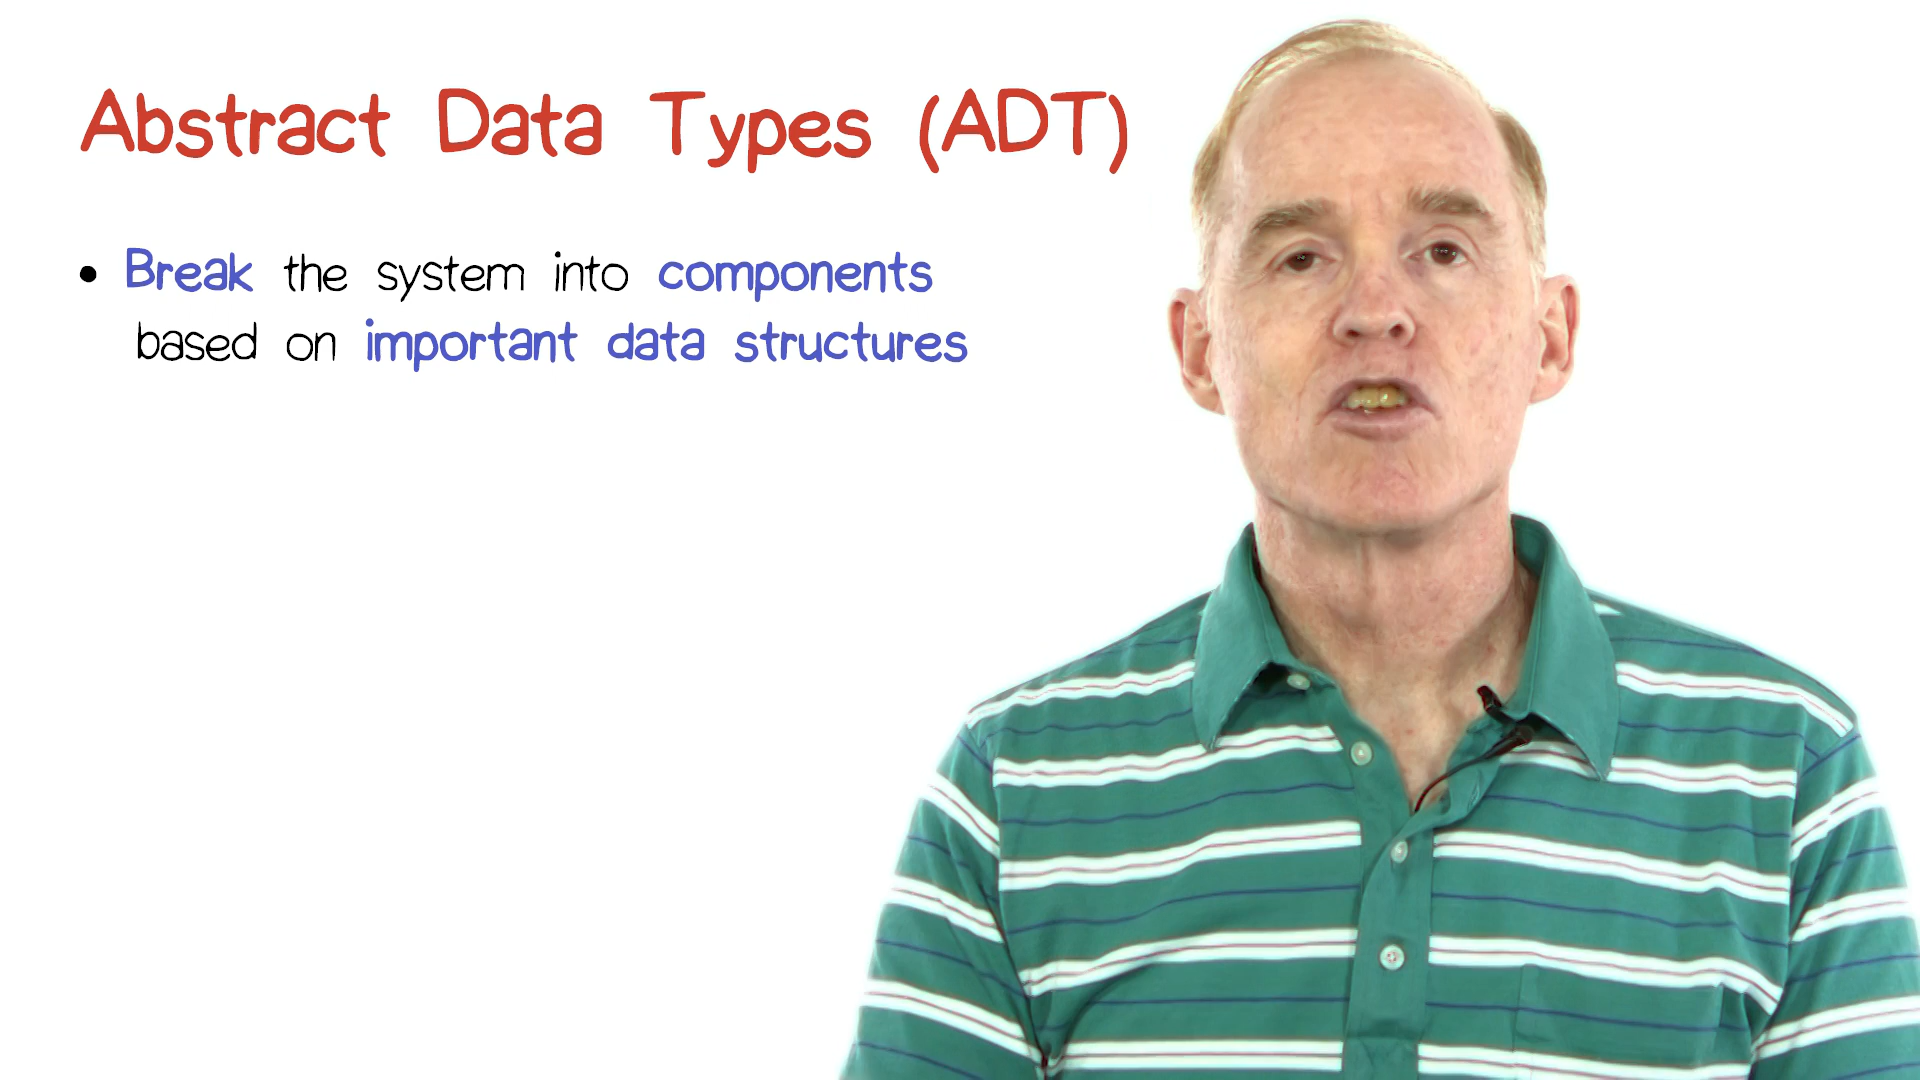 Abstract Data Types (ADT)
• Break the system into components
based on important data structures